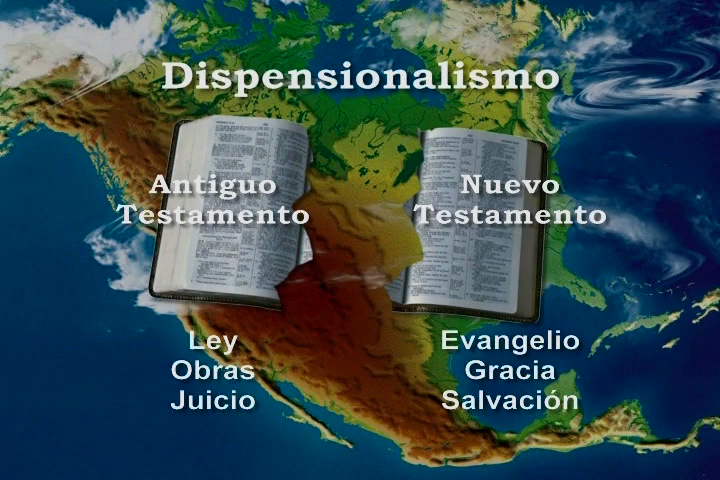 Dispensionalismo
Antiguo
Testamento
Nuevo
Testamento
Ley
Obras
Juicio
Evangelio
Gracia
Salvación